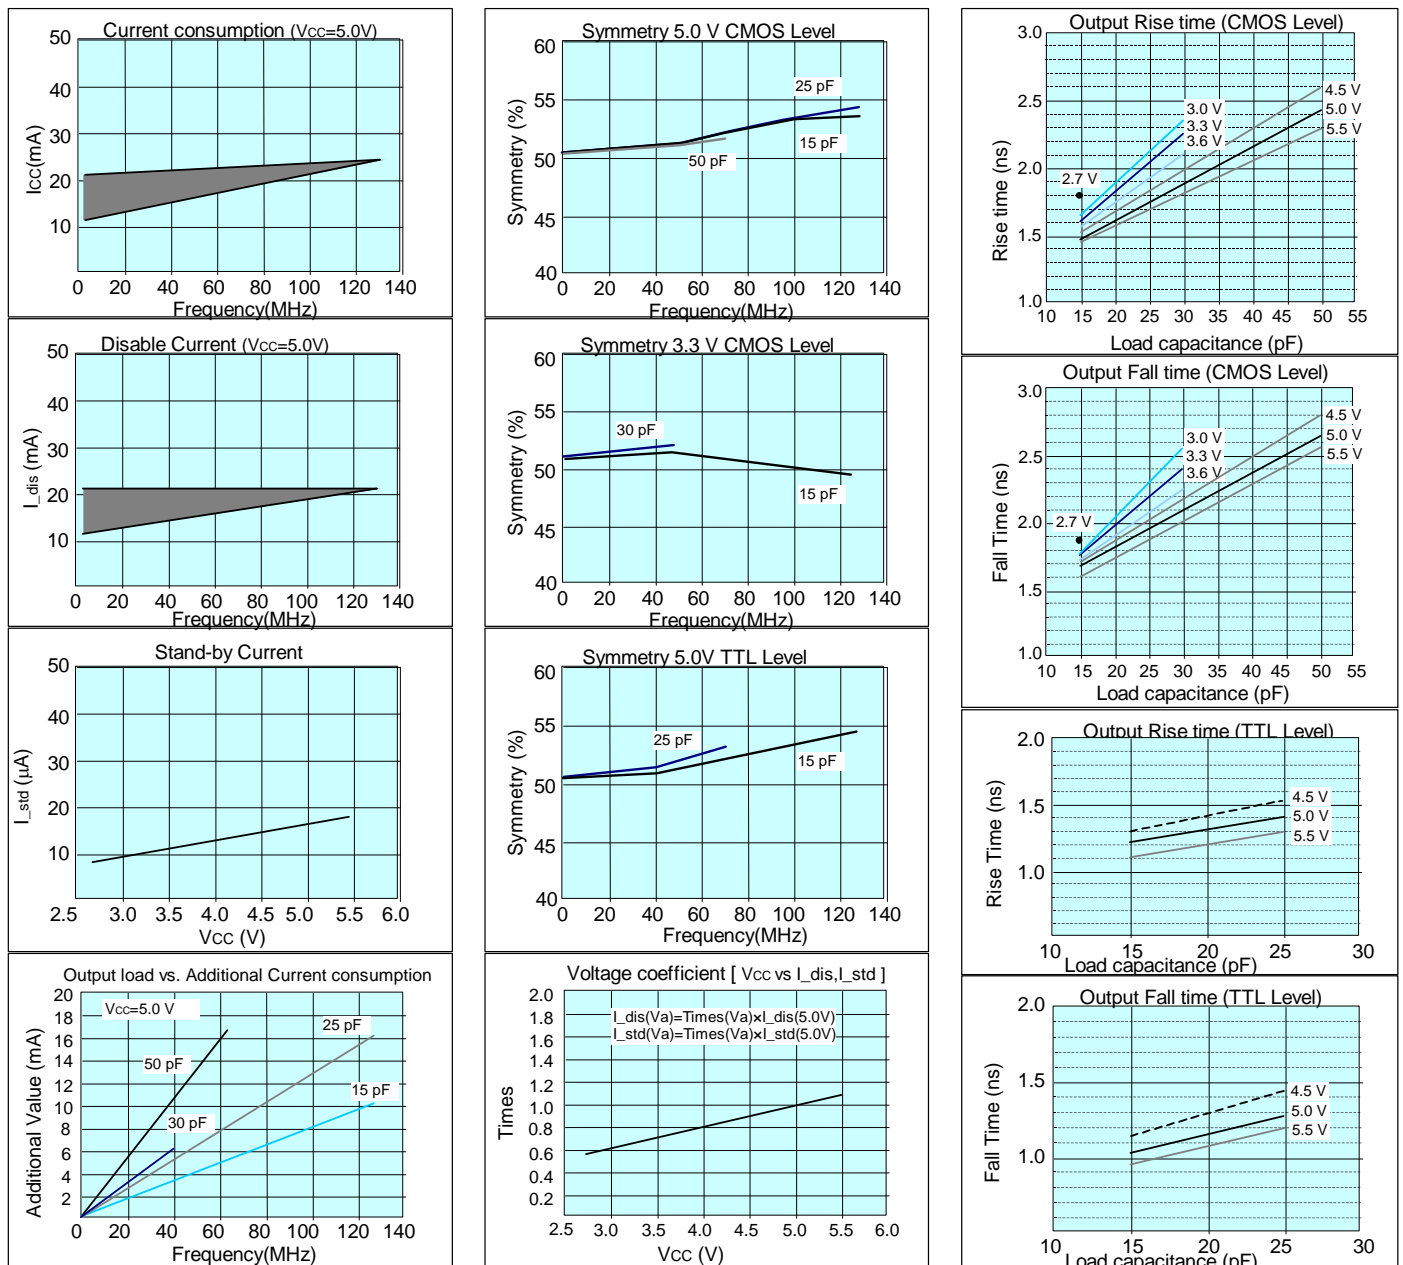 Current consumption (Vcc=5.0V)
50
40
30
20
10
Icc(mA)
0 20 40 60 80 100 120 140
Frequency(MHz)
Disable Current (Vcc=5.0V)
50
40
30
20
10
I_dis (mA)
0 20 40 60 80 100 120 140
Frequency(MHz)
Stand-by Current
50
40
30
20
10
I_std (μA)
2.5 3.0 3.5 4.0 4.5 5.0 5.5 6.0
Vcc (V)
Output load vs. Additional Current consumption
20
18
16
14
12
10
8
6
4
2
Additional Value (mA)
Vcc=5.0 V
25 pF
50 pF
15 pF
30 pF
0 20 40 60 80 100 120 140
Frequency(MHz)
Symmetry 5.0 V CMOS Level
60
55
50
45
40
Symmetry (%)
25 pF
15 pF
50 pF
0 20 40 60 80 100 120 140
Frequency(MHz)
Symmetry 3.3 V CMOS Level
60
55
50
45
40
Symmetry (%)
30 pF
15 pF
0 20 40 60 80 100 120 140
Frequency(MHz)
Symmetry 5.0V TTL Level
60
55
50
45
40
Symmetry (%)
25 pF
15 pF
0 20 40 60 80 100 120 140
Frequency(MHz)
Voltage coefficient [ Vcc vs I_dis,I_std ]
2.0
1.8
1.6
1.4
1.2
1.0
0.8
0.6
0.4
0.2
Times
I_dis(Va)=Times(Va)×I_dis(5.0V)
I_std(Va)=Times(Va)×I_std(5.0V)
2.5 3.0 3.5 4.0 4.5 5.0 5.5 6.0
Vcc (V)
Output Rise time (CMOS Level)
3.0
2.5
2.0
1.5
1.0
Rise time (ns)
4.5 V
5.0 V
5.5 V
3.0 V
3.3 V
3.6 V
2.7 V
10 15 20 25 30 35 40 45 50 55
Load capacitance (pF)
Output Fall time (CMOS Level)
3.0
2.5
2.0
1.5
1.0
Fall Time (ns)
4.5 V
5.0 V
5.5 V
3.0 V
3.3 V
3.6 V
2.7 V
10 15 20 25 30 35 40 45 50 55
Load capacitance (pF)
Output Rise time (TTL Level)
2.0
1.5
1.0
Rise Time (ns)
4.5 V
5.0 V
5.5 V
10 15 20 25 30
Load capacitance (pF)
Output Fall time (TTL Level)
2.0
1.5
1.0
Fall Time (ns)
4.5 V
5.0 V
5.5 V
10 15 20 25 30
Load capacitance (pF)